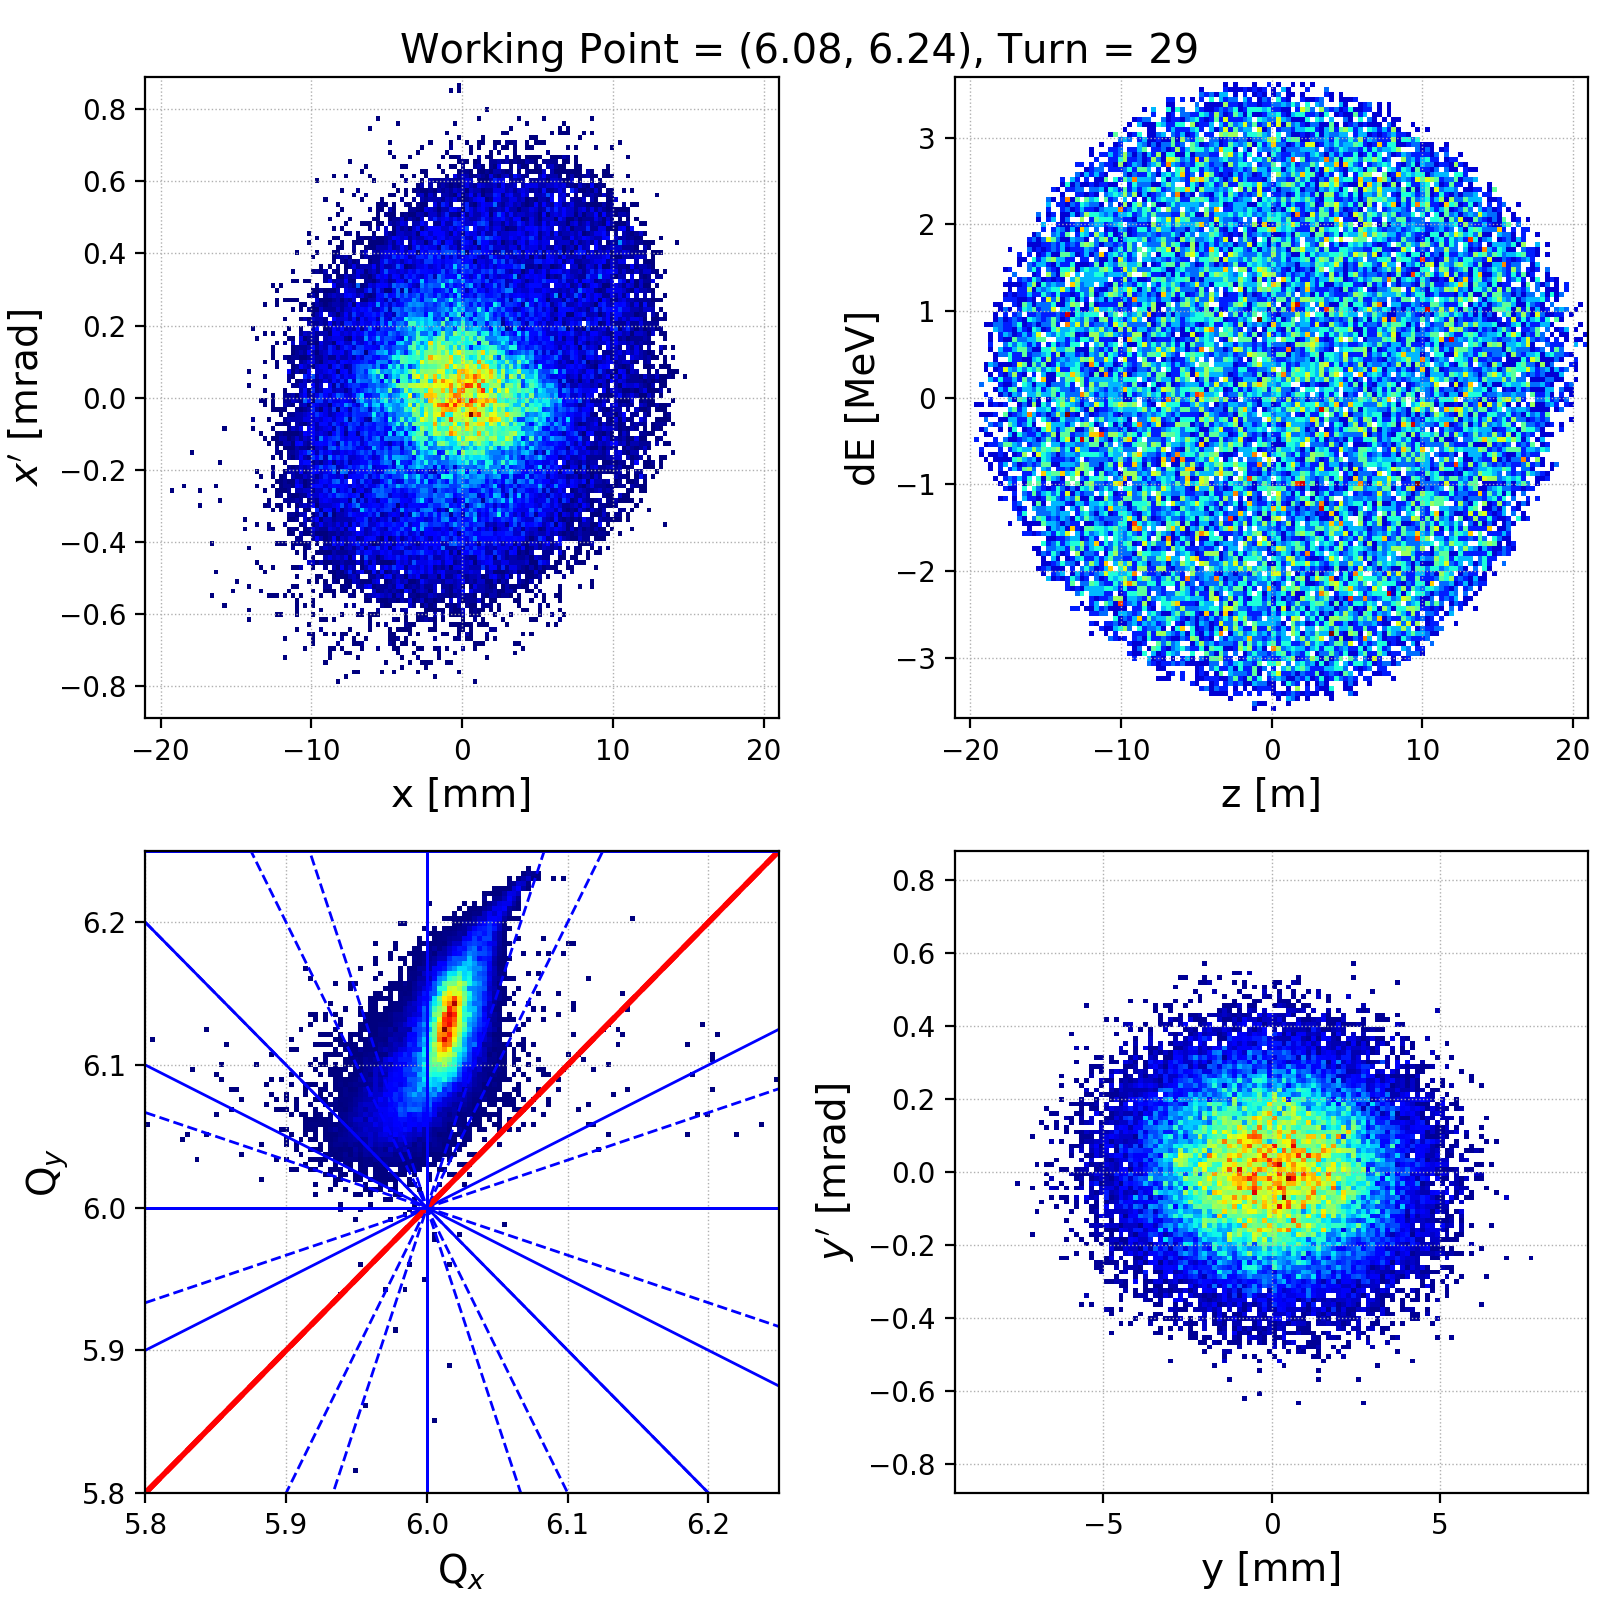 Working Point = (6.08, 6.24), Turn = 29
0.8
0.6
0.4
0.2
0.0
−0.2
−0.4
−0.6
−0.8
x′ [mrad]
−20 −10 0 10 20
x [mm]
3
2
1
0
−1
−2
−3
dE [MeV]
−20 −10 0 10 20
z [m]
6.2
6.1
6.0
5.9
5.8
Qy
5.8 5.9 6.0 6.1 6.2
Qx
0.8
0.6
0.4
0.2
0.0
−0.2
−0.4
−0.6
−0.8
y′ [mrad]
−5 0 5
y [mm]